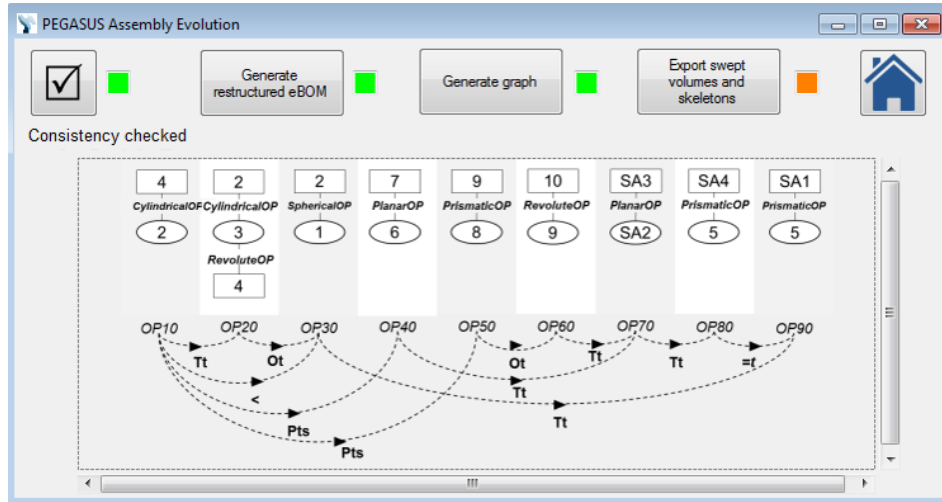 PEGASUS Assembly Evolution
Generate
restructured eBOM
Generate graph
Export swept
volumes and
skeletons
Consistency checked
4 2 2 7 9 10 SA3 SA4 SA1
CylindricalOP CylindricalOP SphericalOP PlanarOP PrismaticOP RevoluteOP PlanarOP PrismaticOP PrismaticOP
2 3 1 6 8 9 SA2 5 5
RevoluteOP
4
OP10 OP20 OP30 OP40 OP50 OP60 OP70 OP80 OP90
Tt Ot Ot Tt Tt =t
< Tt
Pts Tt
Pts